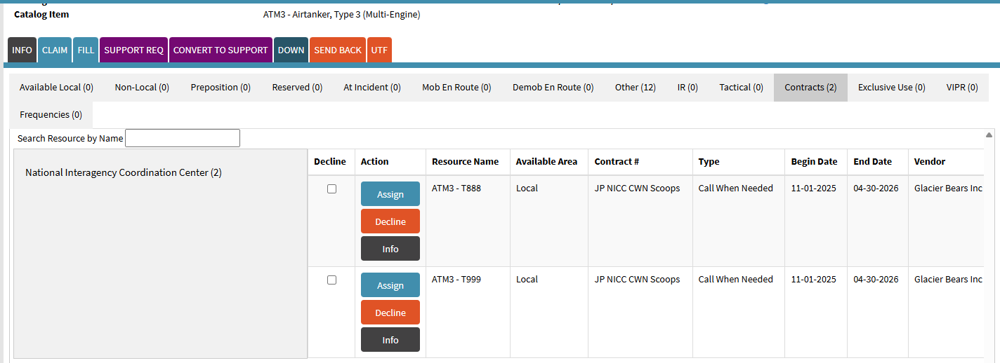 Catalog Item ATM3 - Airtanker, Type 3 (Multi-Engine)
INFO CLAIM FILL SUPPORT REQ CONVERT TO SUPPORT DOWN SEND BACK UTF
Available Local (0) Non-Local (0) Preposition (0) Reserved (0) At Incident (0) Mob En Route (0) Demob En Route (0) Other (12) IR (0) Tactical (0) Contracts (2) Exclusive Use (0) VIPR (0)
Frequencies (0)
Search Resource by Name
National Interagency Coordination Center (2)
Decline Action Resource Name Available Area Contract # Type Begin Date End Date Vendor
ATM3 - T888 Local JP NICC CWN Scoops Call When Needed 11-01-2025 04-30-2026 Glacier Bears Inc
Assign
Decline
Info
ATM3 - T999 Local JP NICC CWN Scoops Call When Needed 11-01-2025 04-30-2026 Glacier Bears Inc
Assign
Decline
Info